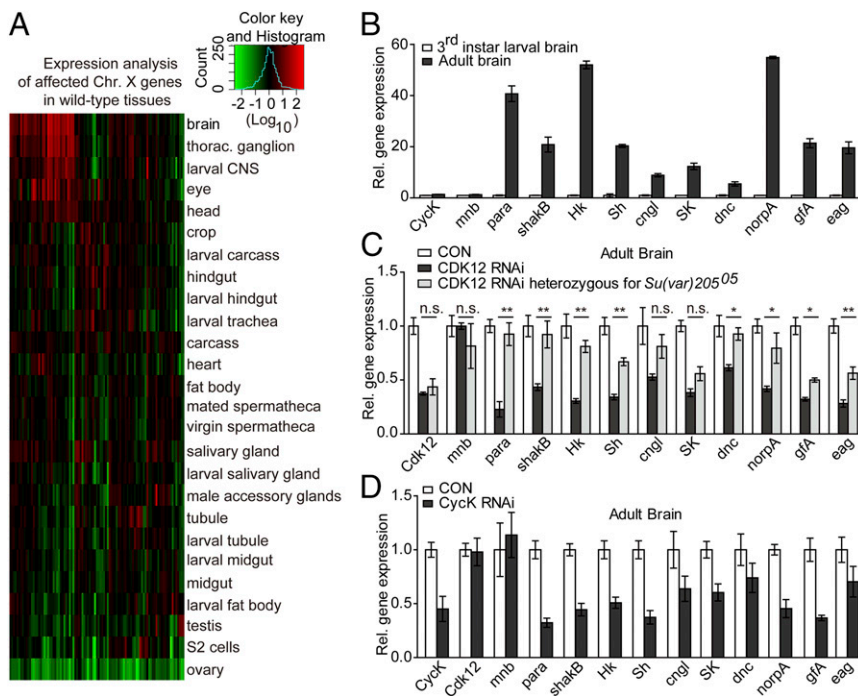 A
Color key
and Histogram
Expression analysis
of affected Chr. X genes
in wild-type tissues
Count
0 250
-2 -1 0 1 2
(Log10)
brain
thorac. ganglion
larval CNS
eye
head
crop
larval carcass
hindgut
larval hindgut
larval trachea
carcass
heart
fat body
mated spermatheca
virgin spermatheca
salivary gland
larval salivary gland
male accessory glands
tubule
larval tubule
larval midgut
midgut
larval fat body
testis
S2 cells
ovary
B
3rd instar larval brain
Adult brain
Rel. gene expression
60
40
20
0
CycK mnb para shakB Hk Sh cngl SK dnc norpA gfA eag
C
CON
Adult Brain
CDK12 RNAi
CDK12 RNAi heterozygous for Su(var)205 05
Rel. gene expression
1.5
1.0
0.5
0
n.s. n.s. ** ** ** ** n.s. n.s. * * * **
Cdk12 mnb para shakB Hk Sh cngl SK dnc norpA gfA eag
D
CON
CycK RNAi
Adult Brain
Rel. gene expression
1.5
1.0
0.5
0
CycK Cdk12 mnb para shakB Hk Sh cngl SK dnc norpA gfA eag